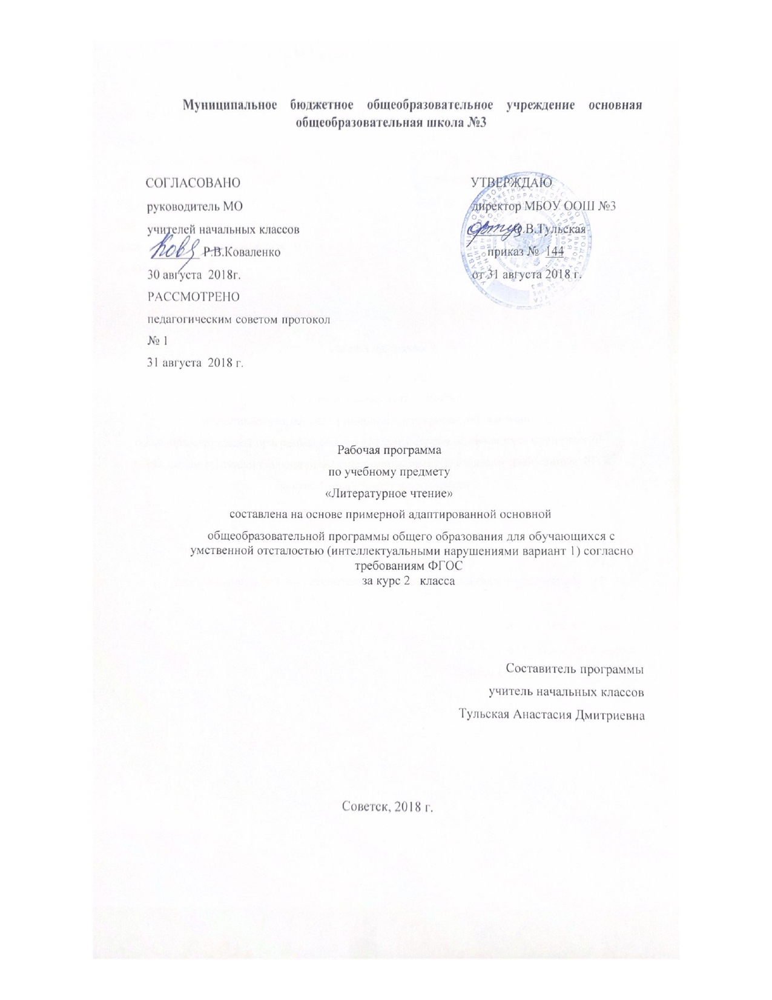 Муниципальное бюджетное общеобразовательное учреждение основная
общеобразовательная школа №3
СОГЛАСОВАНО
руководитель МО
учителей начальных классов
Р.В.Коваленко
30 августа 2018г.
РАССМОТРЕНО
педагогическим советом протокол
№ 1
31 августа 2018 г.
УТВЕРЖДАЮ
директор МБОУ ООШ №3
В.Тульская
приказ № 144
от 31 августа 2018 г.
Рабочая программа
по учебному предмету
«Литературное чтение»
составлена на основе примерной адаптированной основной
общеобразовательной программы общего образования для обучающихся с
умственной отсталостью (интеллектуальными нарушениями вариант 1) согласно
требованиям ФГОС
за курс 2 класса
Составитель программы
учитель начальных классов
Тульская Анастасия Дмитриевна
Советск, 2018 г.